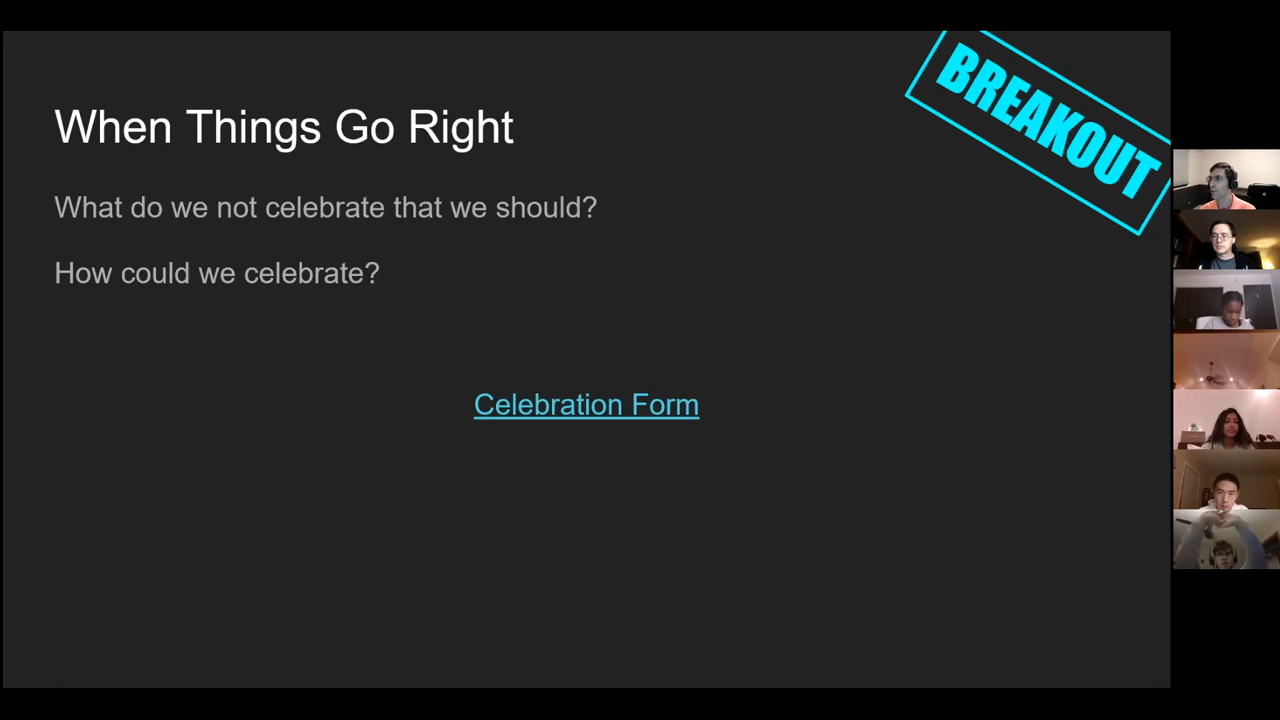 BREAKOUT
When Things Go Right
What do we not celebrate that we should?
How could we celebrate?
Celebration Form